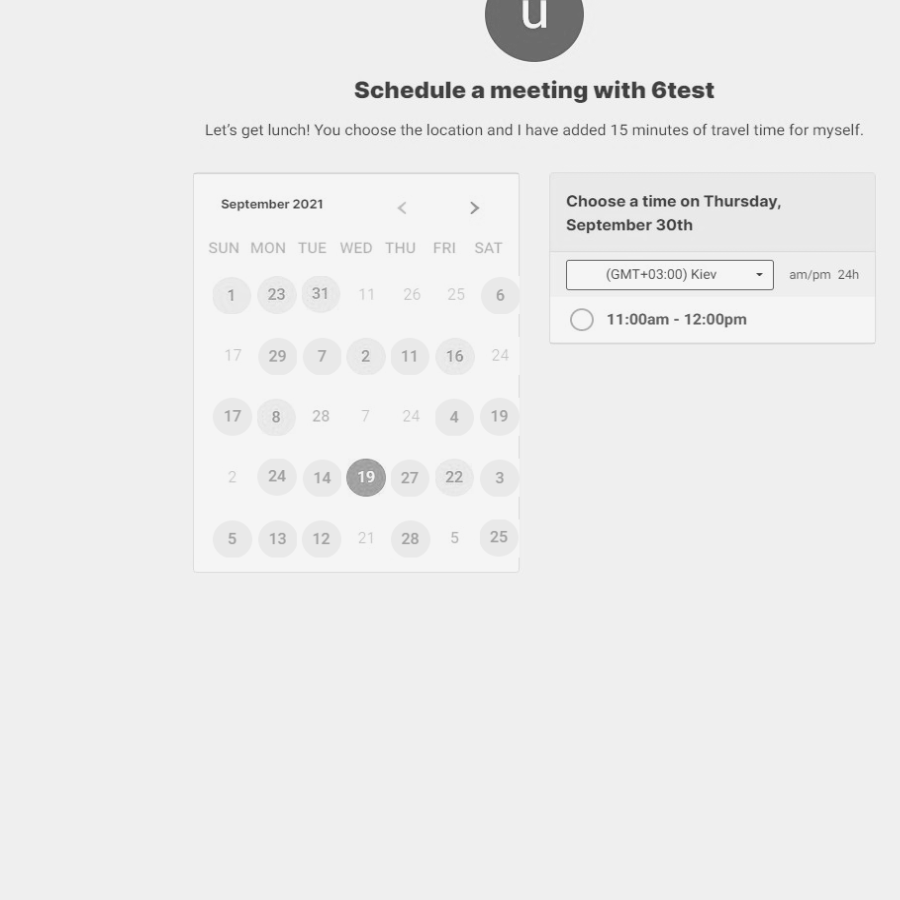 u
Schedule a meeting with 6test
Let's get lunch! You choose the location and I have added 15 minutes of travel time for myself.
September 2021 < >
SUN MON TUE WED THU FRI SAT
1 23 31 11 26 25 6
17 29 7 2 11 16 24
17 8 28 7 24 4 19
2 24 14 19 27 22 3
5 13 12 21 28 5 25
Choose a time on Thursday,
September 30th
(GMT+03:00) Kiev am/pm 24h
11:00am - 12:00pm